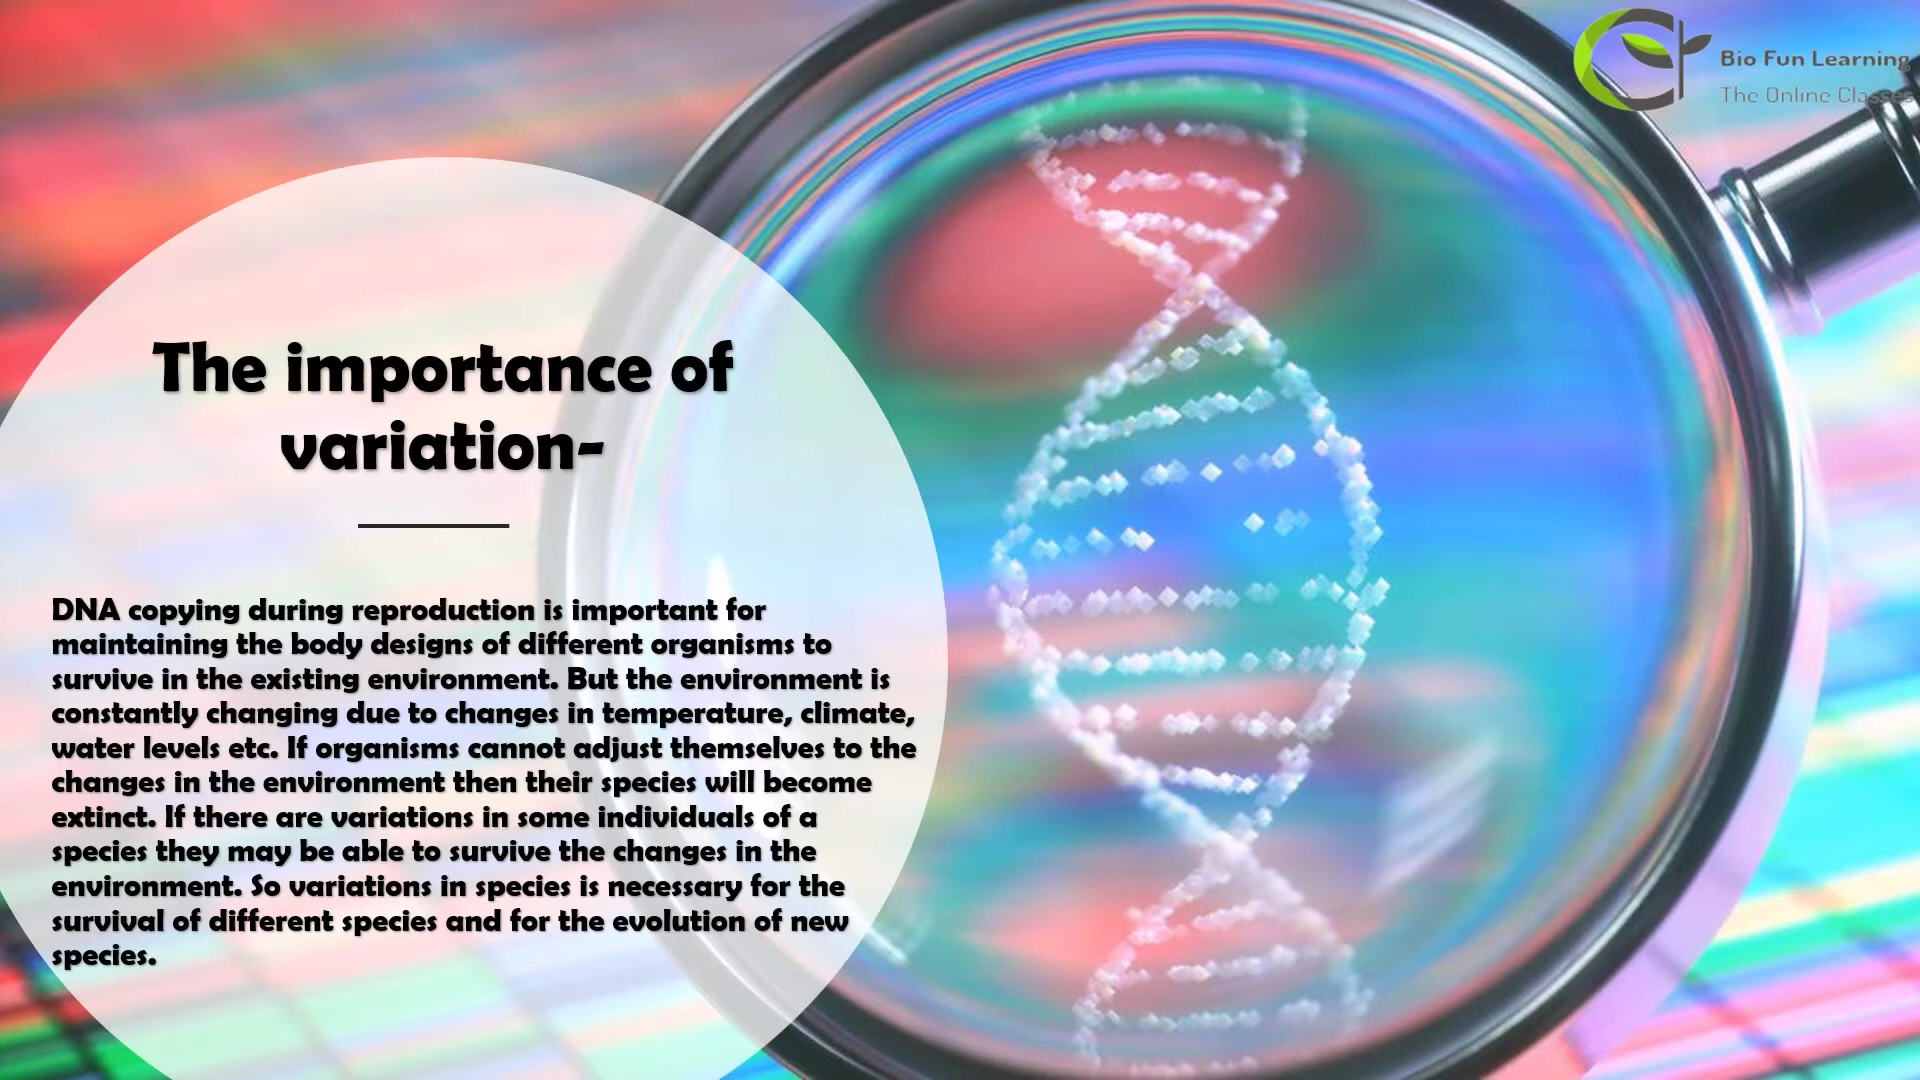 Bio Fun Learning
The Online Classes
The importance of
variation-
DNA copying during reproduction is important for
maintaining the body designs of different organisms to
survive in the existing environment. But the environment is
constantly changing due to changes in temperature, climate,
water levels etc. If organisms cannot adjust themselves to the
changes in the environment then their species will become
extinct. If there are variations in some individuals of a
species they may be able to survive the changes in the
environment. So variations in species is necessary for the
survival of different species and for the evolution of new
species.